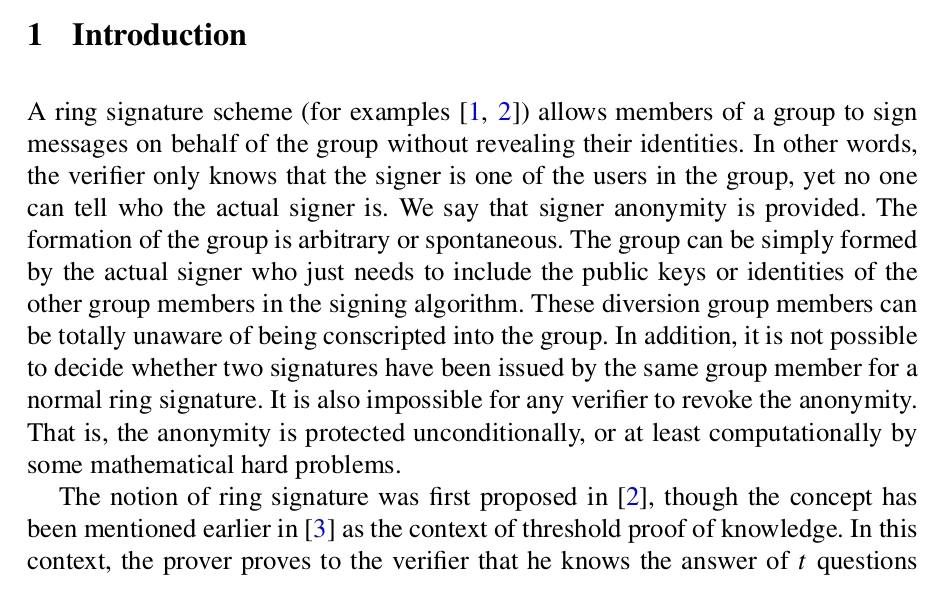 1 Introduction
A ring signature scheme (for examples [1, 2]) allows members of a group to sign
messages on behalf of the group without revealing their identities. In other words,
the verifier only knows that the signer is one of the users in the group, yet no one
can tell who the actual signer is. We say that signer anonymity is provided. The
formation of the group is arbitrary or spontaneous. The group can be simply formed
by the actual signer who just needs to include the public keys or identities of the
other group members in the signing algorithm. These diversion group members can
be totally unaware of being conscripted into the group. In addition, it is not possible
to decide whether two signatures have been issued by the same group member for a
normal ring signature. It is also impossible for any verifier to revoke the anonymity.
That is, the anonymity is protected unconditionally, or at least computationally by
some mathematical hard problems.
The notion of ring signature was first proposed in [2], though the concept has
been mentioned earlier in [3] as the context of threshold proof of knowledge. In this
context, the prover proves to the verifier that he knows the answer of t questions